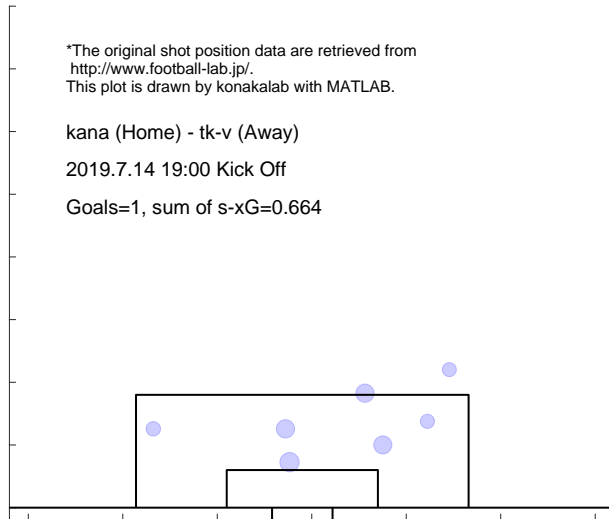 *The original shot position data are retrieved from
http://www.football-lab.jp/.
This plot is drawn by konakalab with MATLAB.
kana (Home) - tk-v (Away)
2019.7.14 19:00 Kick Off
Goals=1, sum of s-xG=0.664